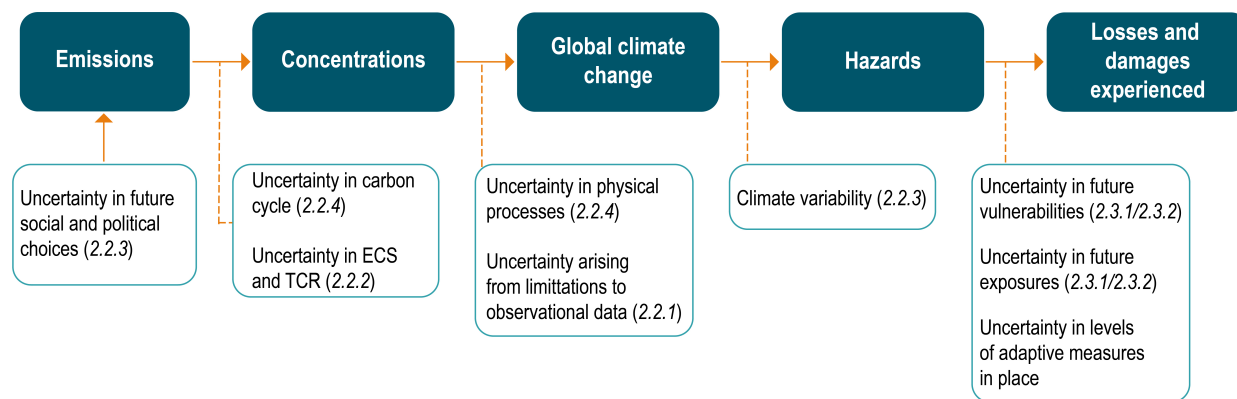 Emissions
Concentrations
Global climate
change
Hazards
Losses and
damages
experienced
Uncertainty in future
social and political
choices (2.2.3)
Uncertainty in carbon
cycle (2.2.4)
Uncertainty in ECS
and TCR (2.2.2)
Uncertainty in physical
processes (2.2.4)
Uncertainty arising
from limittations to
observational data (2.2.1)
Climate variability (2.2.3)
Uncertainty in future
vulnerabilities (2.3.1/2.3.2)
Uncertainty in future
exposures (2.3.1/2.3.2)
Uncertainty in levels
of adaptive measures
in place